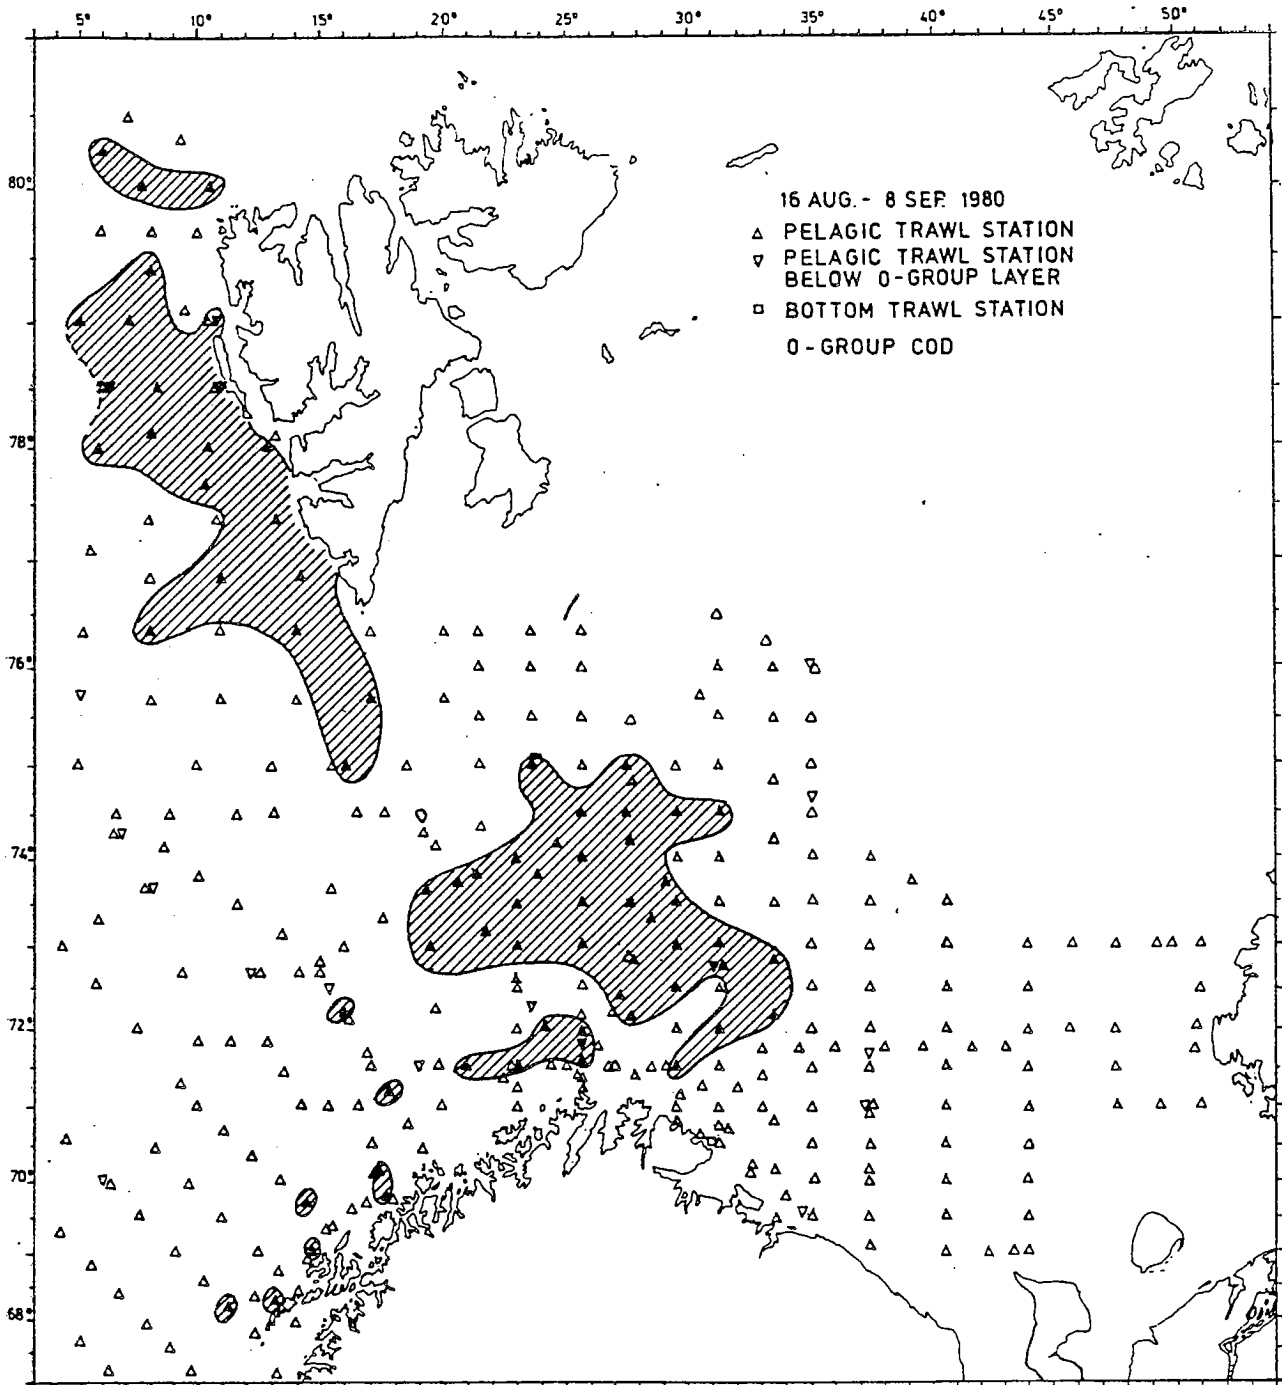 5° 10° 15° 20° 25° 30° 35° 40° 45° 50°
80°
16 AUG. - 8 SEP. 1980
△ PELAGIC TRAWL STATION
▽ PELAGIC TRAWL STATION
BELOW 0-GROUP LAYER
□ BOTTOM TRAWL STATION
0-GROUP COD
78°
76°
74°
72°
70°
68°